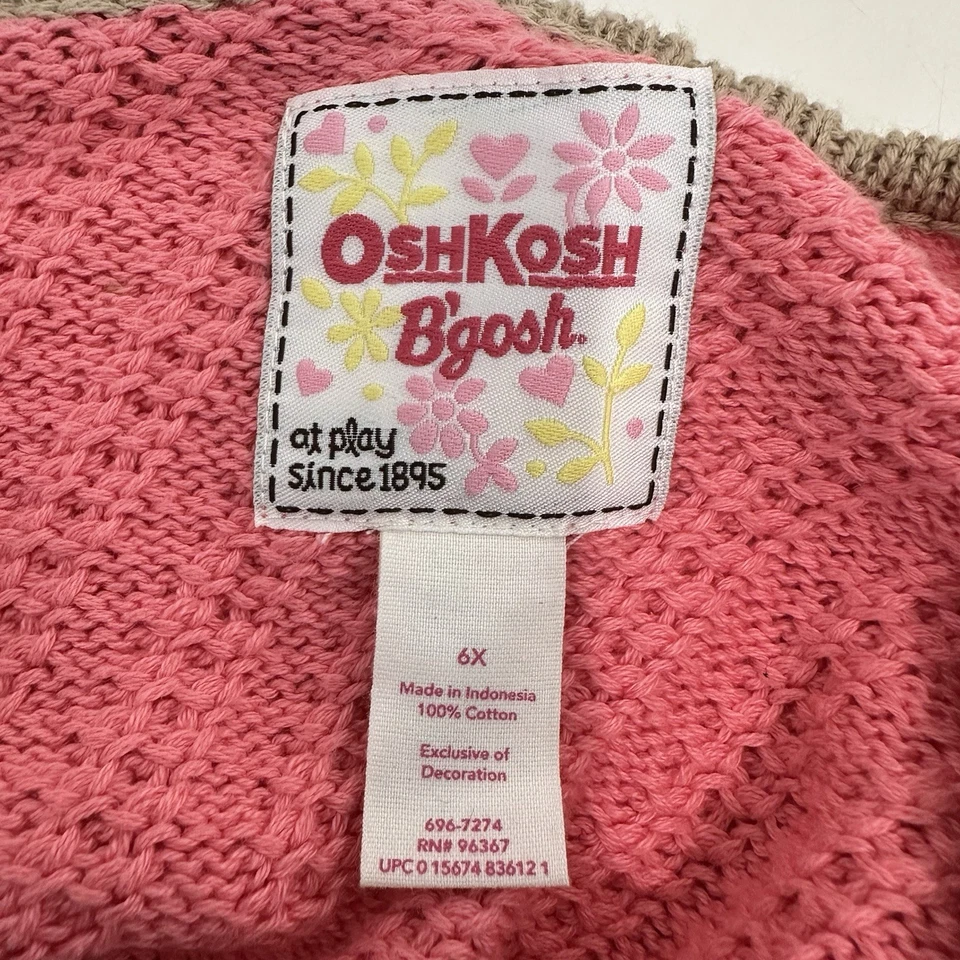 OshKosh
B'gosh.
at play
since 1895
6X
Made in Indonesia
100% Cotton
Exclusive of
Decoration
696-7274
RN# 96367
UPC 0 15674 83612 1